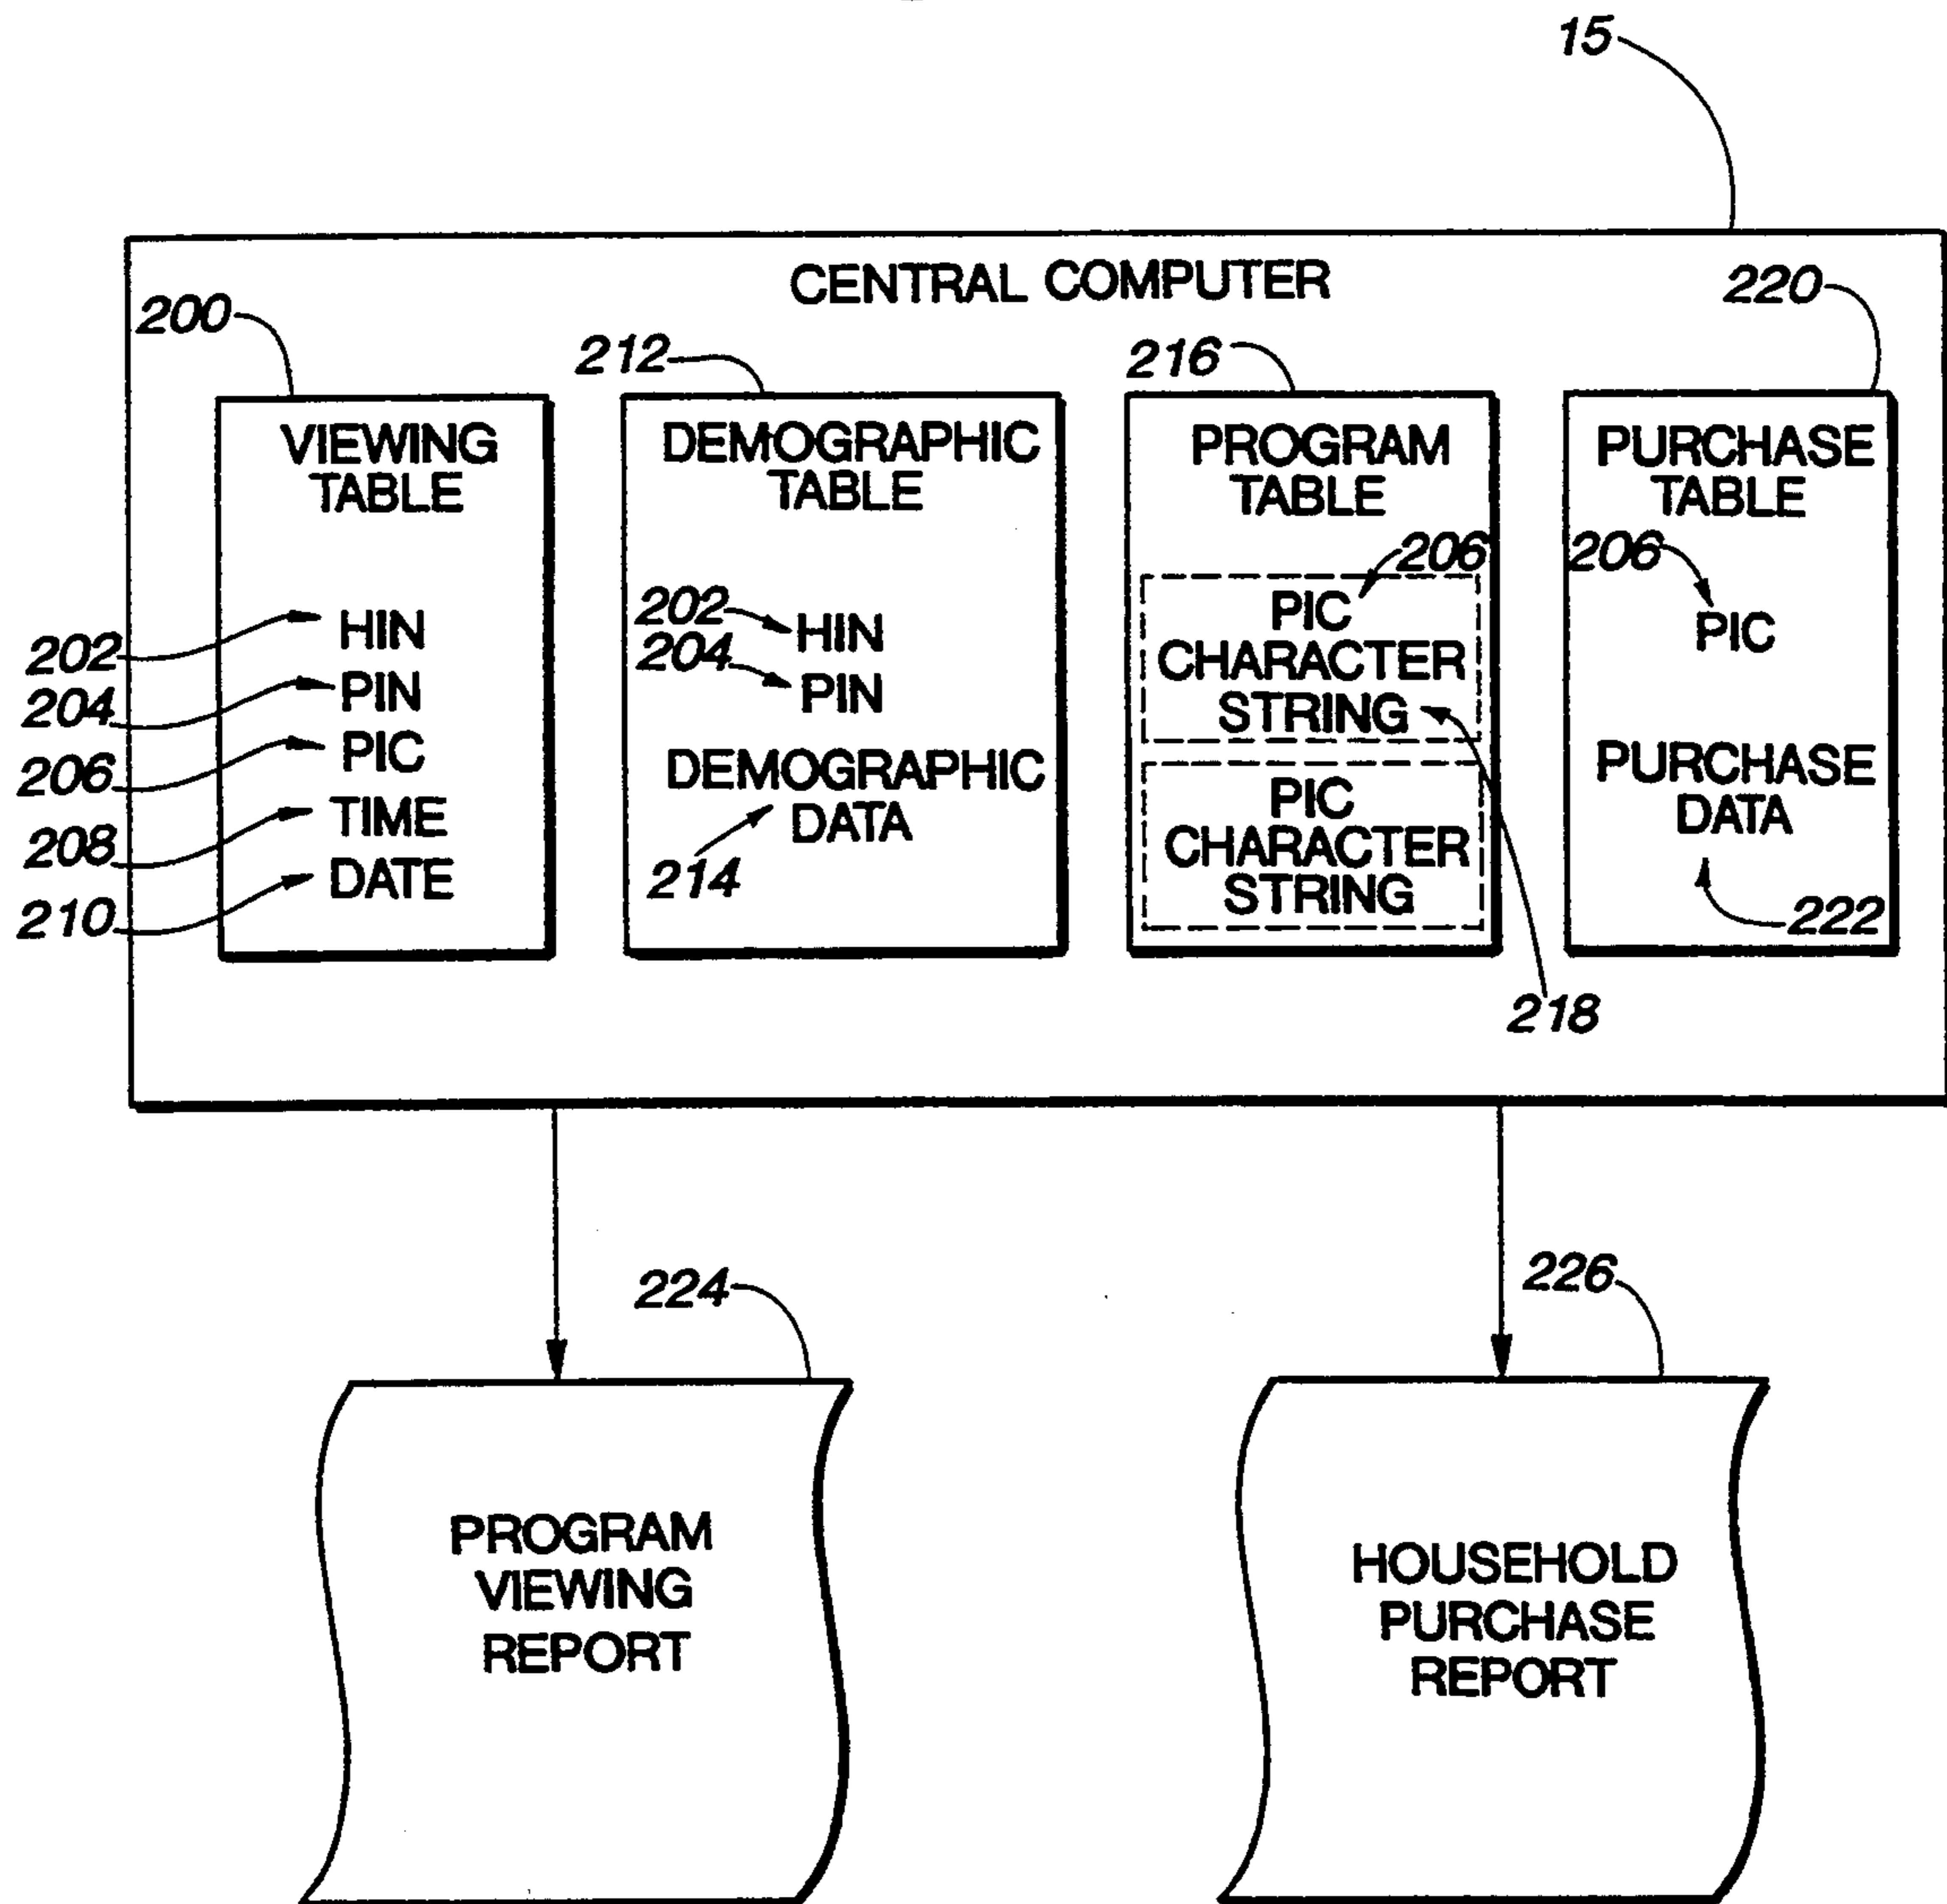 15
CENTRAL COMPUTER
200
212
216
220
VIEWING
TABLE
202
HIN
204
PIN
206
PIC
208
TIME
210
DATE
DEMOGRAPHIC
TABLE
202
HIN
204
PIN
DEMOGRAPHIC
DATA
214
PROGRAM
TABLE
206
PIC
CHARACTER
STRING
PIC
CHARACTER
STRING
218
PURCHASE
TABLE
206
PIC
PURCHASE
DATA
222
224
PROGRAM
VIEWING
REPORT
226
HOUSEHOLD
PURCHASE
REPORT